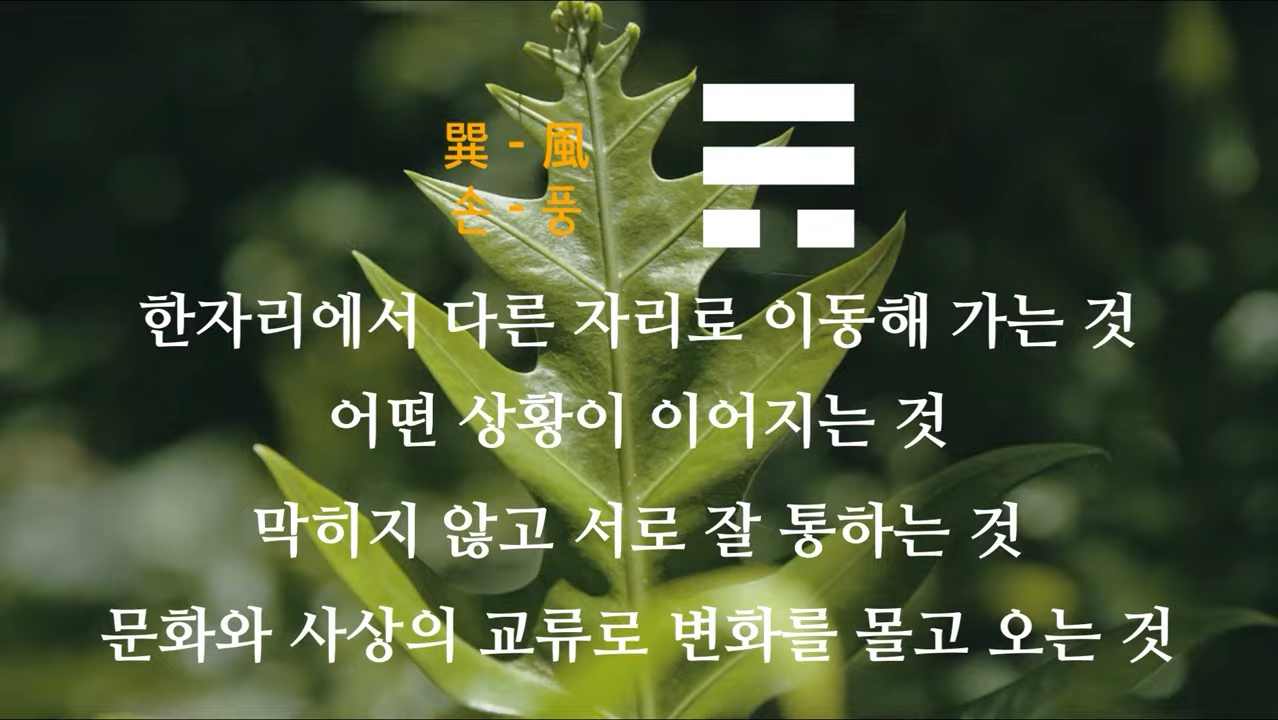 巽 - 風
손 - 풍
한자리에서 다른 자리로 이동해 가는 것
어떤 상황이 이어지는 것
막히지 않고 서로 잘 통하는 것
문화와 사상의 교류로 변화를 몰고 오는 것